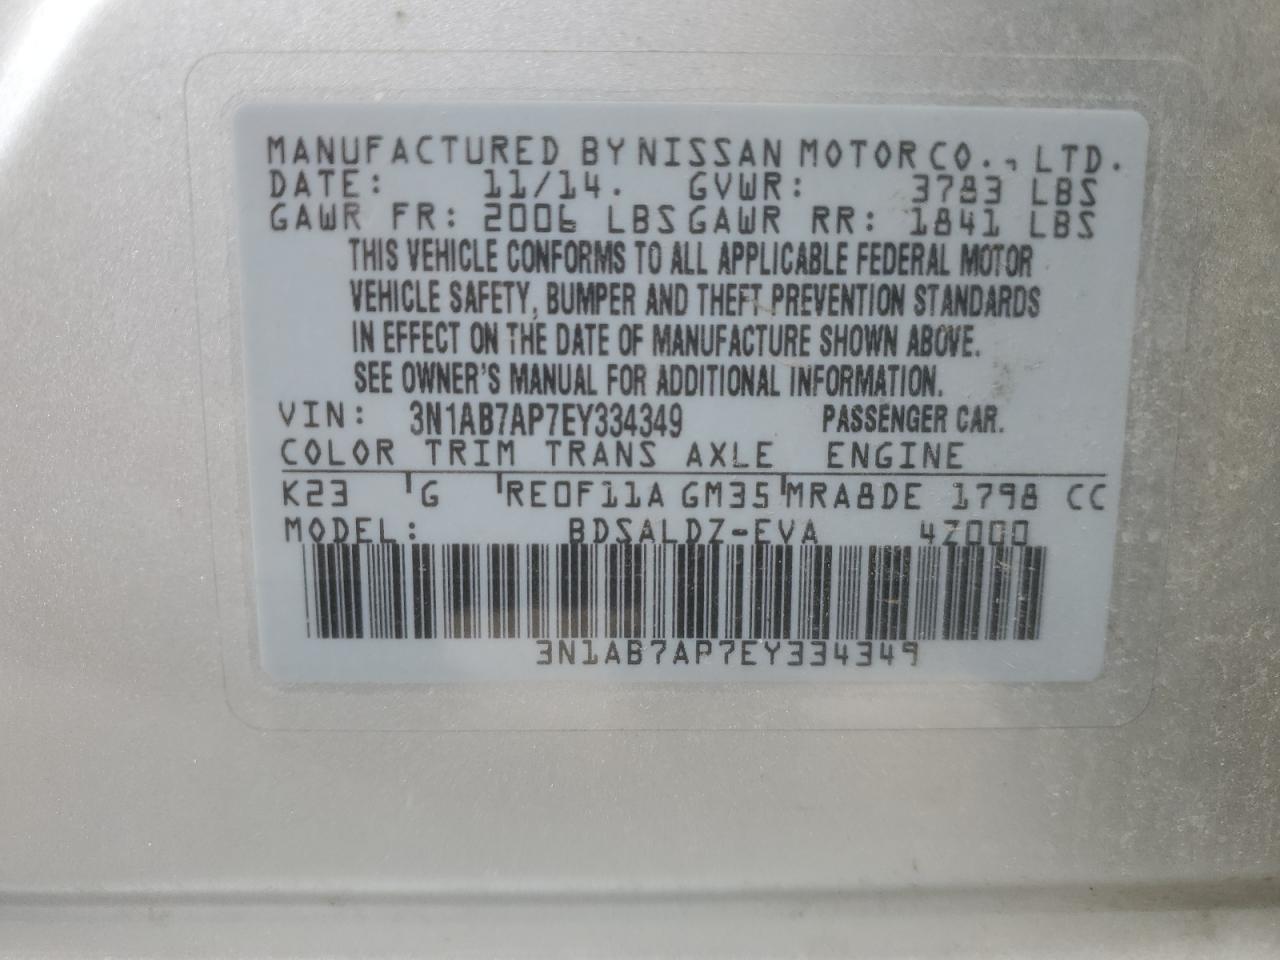 MANUFACTURED BY NISSAN MOTOR CO., LTD.
DATE: 11/14. GVWR: 3783 LBS
GAWR FR: 2006 LBS GAWR RR: 1841 LBS
THIS VEHICLE CONFORMS TO ALL APPLICABLE FEDERAL MOTOR
VEHICLE SAFETY, BUMPER AND THEFT PREVENTION STANDARDS
IN EFFECT ON THE DATE OF MANUFACTURE SHOWN ABOVE.
SEE OWNER'S MANUAL FOR ADDITIONAL INFORMATION.
VIN: 3N1AB7AP7EY334349 PASSENGER CAR.
COLOR TRIM TRANS AXLE ENGINE
K23 G RE0F11A GM35 MRA8DE 1798 CC
MODEL: BDSALDZ-EVA 4Z000
3N1AB7AP7EY334349